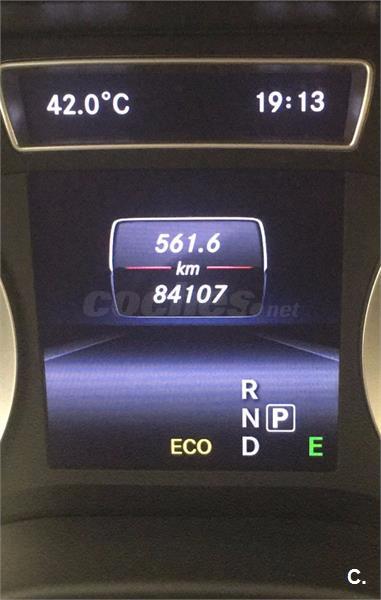 42.0°C 19:13
561.6
km
84107
coches.net
R
N P
ECO D E
C.